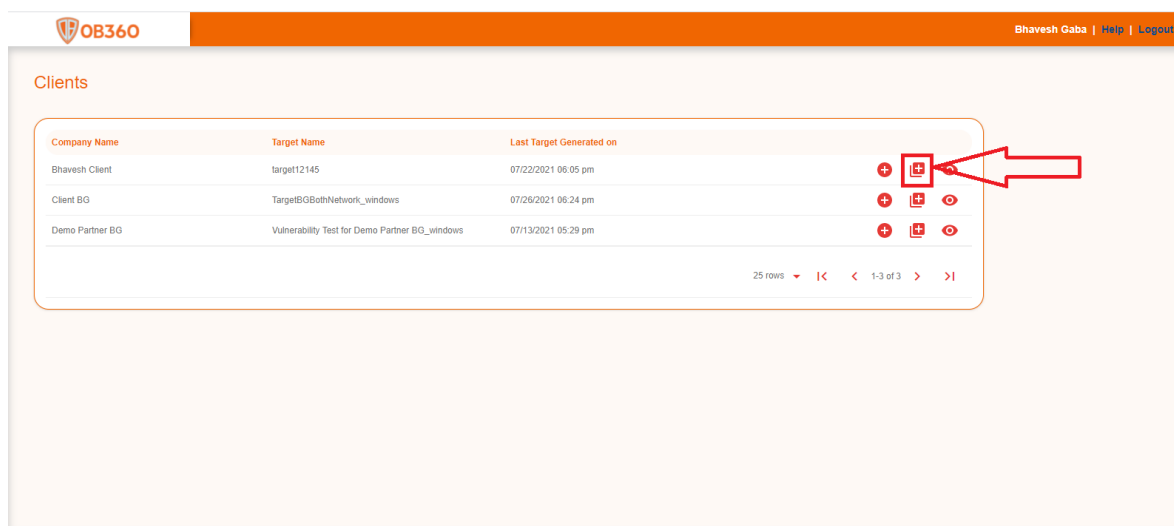 OB360
Bhavesh Gaba | Help | Logout
Clients
Company Name Target Name Last Target Generated on
Bhavesh Client target12145 07/22/2021 06:05 pm
Client BG TargetBGBothNetwork_windows 07/26/2021 06:24 pm
Demo Partner BG Vulnerability Test for Demo Partner BG_windows 07/13/2021 05:29 pm
25 rows 1-3 of 3